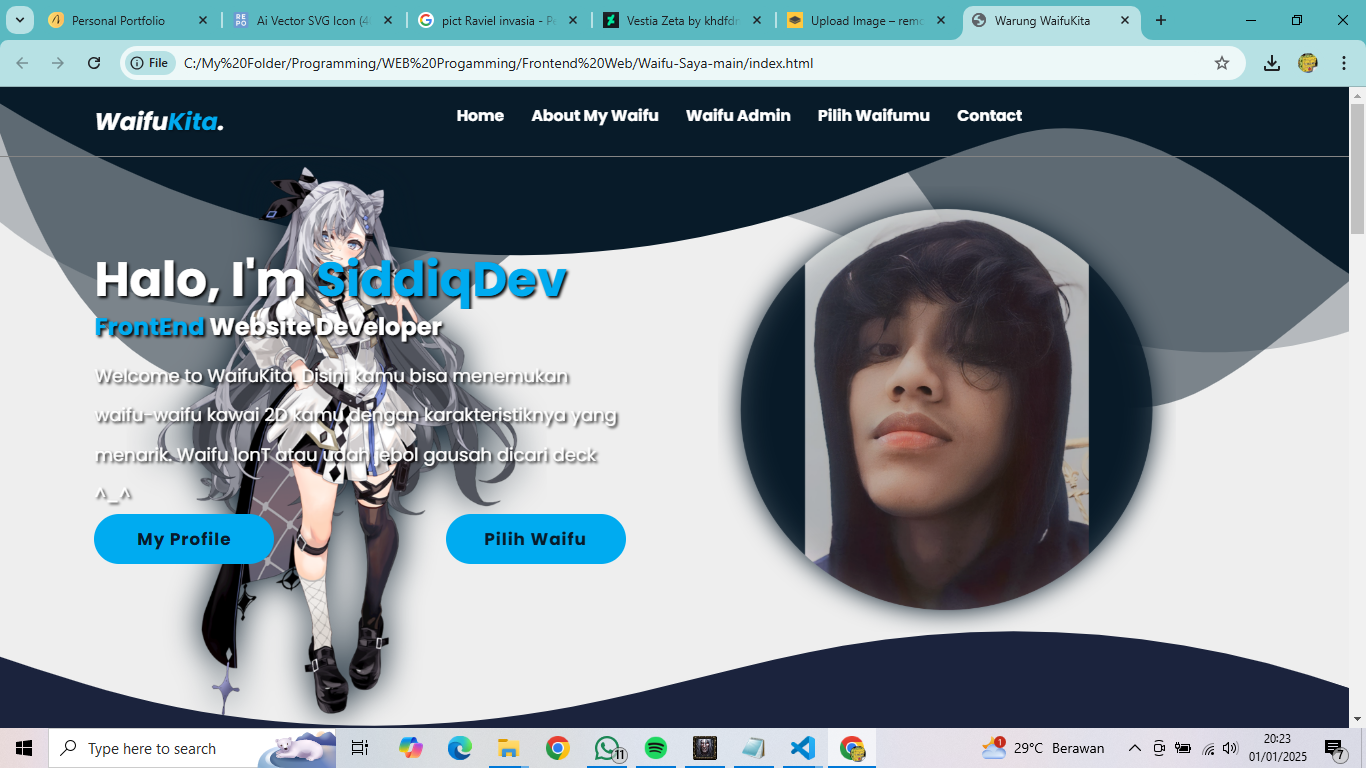 Personal Portfolio
Ai Vector SVG Icon (4
pict Raviel invasia - P
Vestia Zeta by khdfd
Upload Image – remo
Warung WaifuKita
File
C:/My%20Folder/Programming/WEB%20Progamming/Frontend%20Web/Waifu-Saya-main/index.html
WaifuKita.
Home
About My Waifu
Waifu Admin
Pilih Waifumu
Contact
Halo, I'm SiddiqDev
FrontEnd Website Developer
Welcome to WaifuKita. Disini kamu bisa menemukan
waifu-waifu kawai 2D kamu dengan karakteristiknya yang
menarik. Waifu lonT atau udah jebol gausah dicari deck
^_^
My Profile
Pilih Waifu
Type here to search
11
1
29°C Berawan
20:23
01/01/2025
7